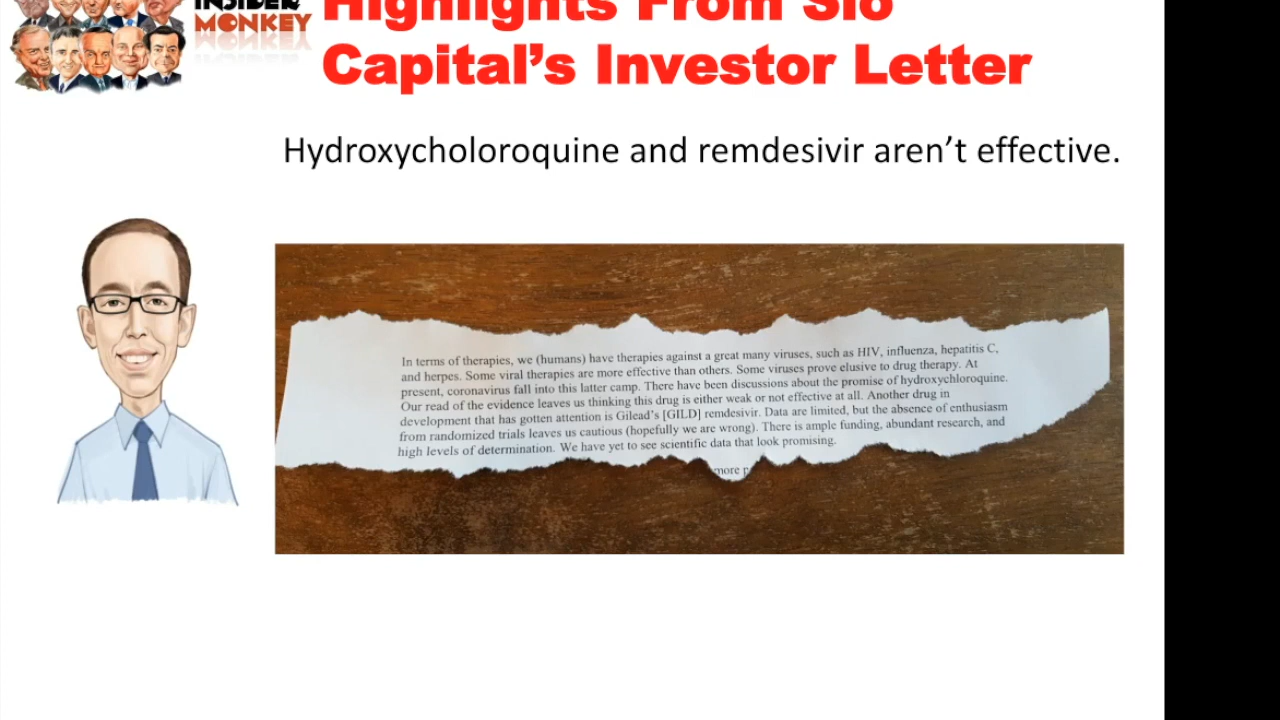 INSIDER
MONKEY
Highlights From Sio
Capital’s Investor Letter
Hydroxycholoroquine and remdesivir aren’t effective.
In terms of therapies, we (humans) have therapies against a great many viruses, such as HIV, influenza, hepatitis C,
and herpes. Some viral therapies are more effective than others. Some viruses prove elusive to drug therapy. At
present, coronavirus fall into this latter camp. There have been discussions about the promise of hydroxychloroquine.
Our read of the evidence leaves us thinking this drug is either weak or not effective at all. Another drug in
development that has gotten attention is Gilead’s [GILD] remdesivir. Data are limited, but the absence of enthusiasm
from randomized trials leaves us cautious (hopefully we are wrong). There is ample funding, abundant research, and
high levels of determination. We have yet to see scientific data that look promising.
more